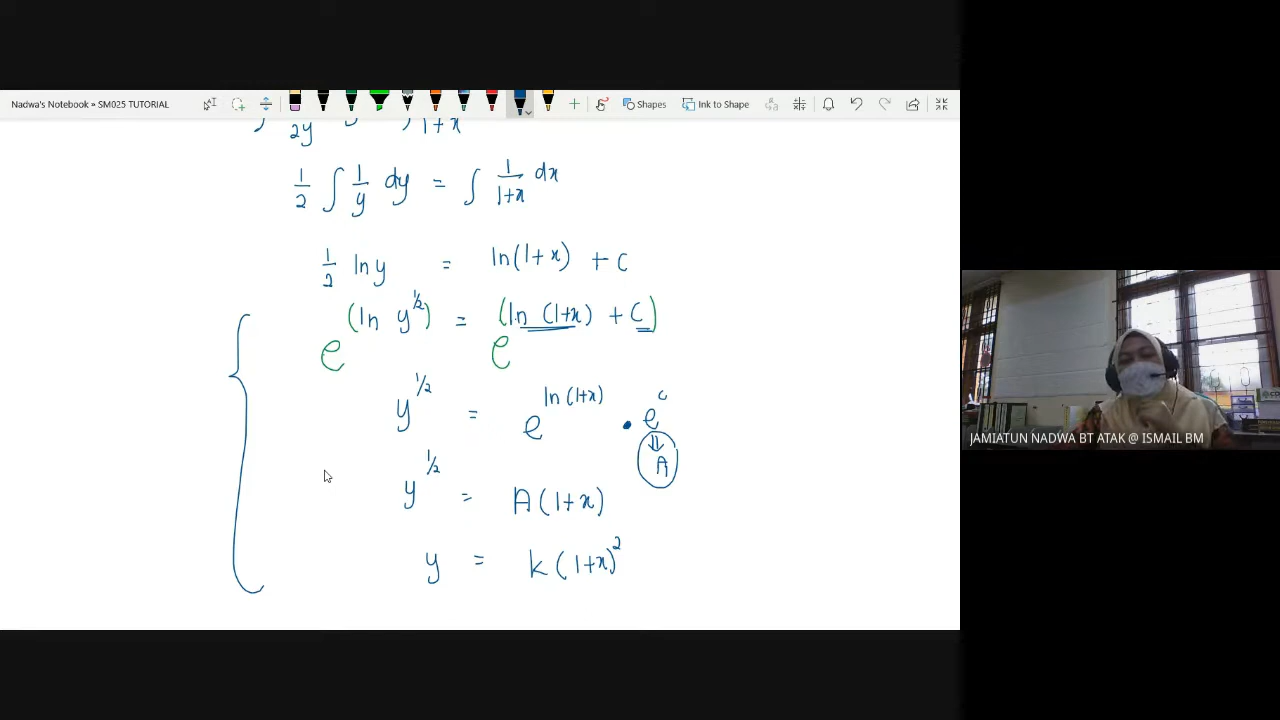 Nadwa's Notebook » SM025 TUTORIAL
Shapes
Ink to Shape
2y 1+x
1/2 ∫ 1/y dy = ∫ 1/1+x dx
1/2 ln y = ln(1+x) + C
e^(ln y^1/2) = e^(ln (1+x) + C)
y^1/2 = e^ln(1+x) • e^c
⇓
A
y^1/2 = A(1+x)
y = k(1+x)^2
JAMIATUN NADWA BT ATAK @ ISMAIL BM